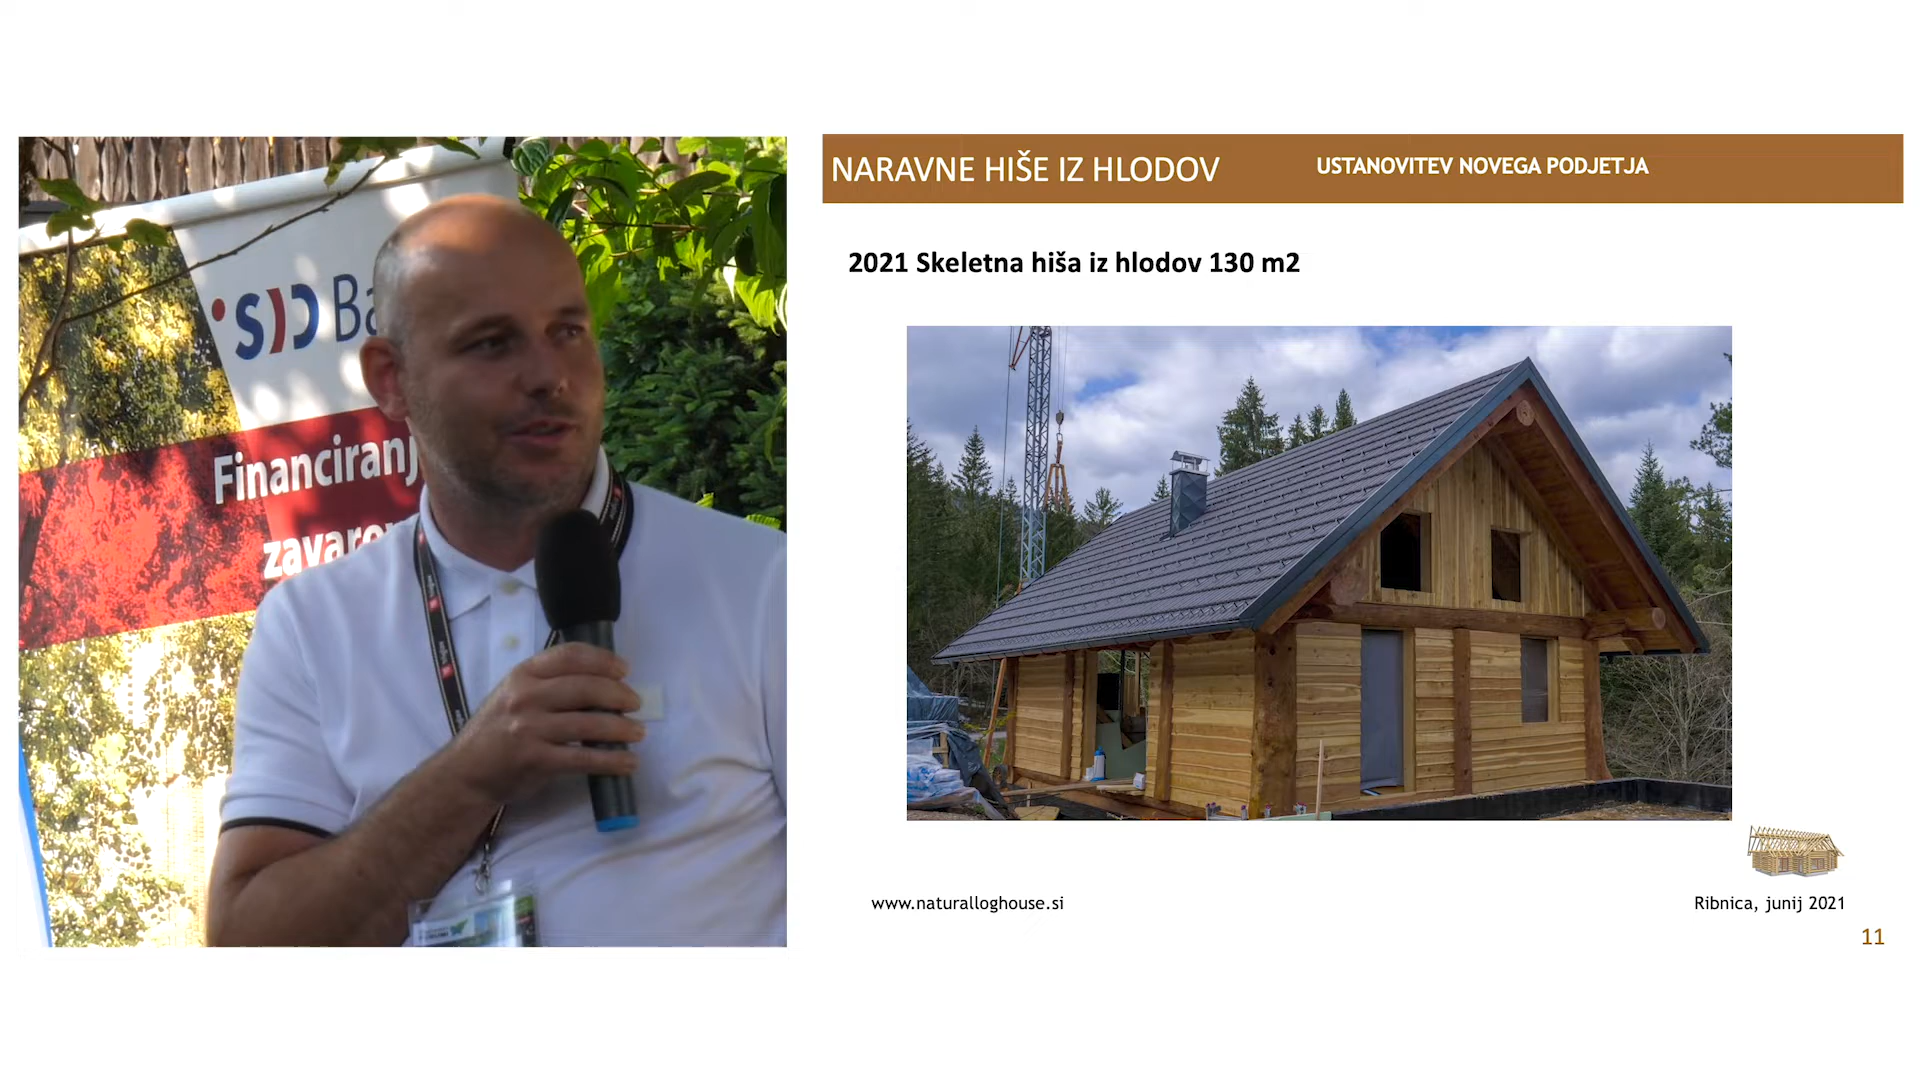 SID
Financiranj
NARAVNE HIŠE IZ HLODOV
USTANOVITEV NOVEGA PODJETJA
2021 Skeletna hiša iz hlodov 130 m2
www.naturalloghouse.si
Ribnica, junij 2021
11